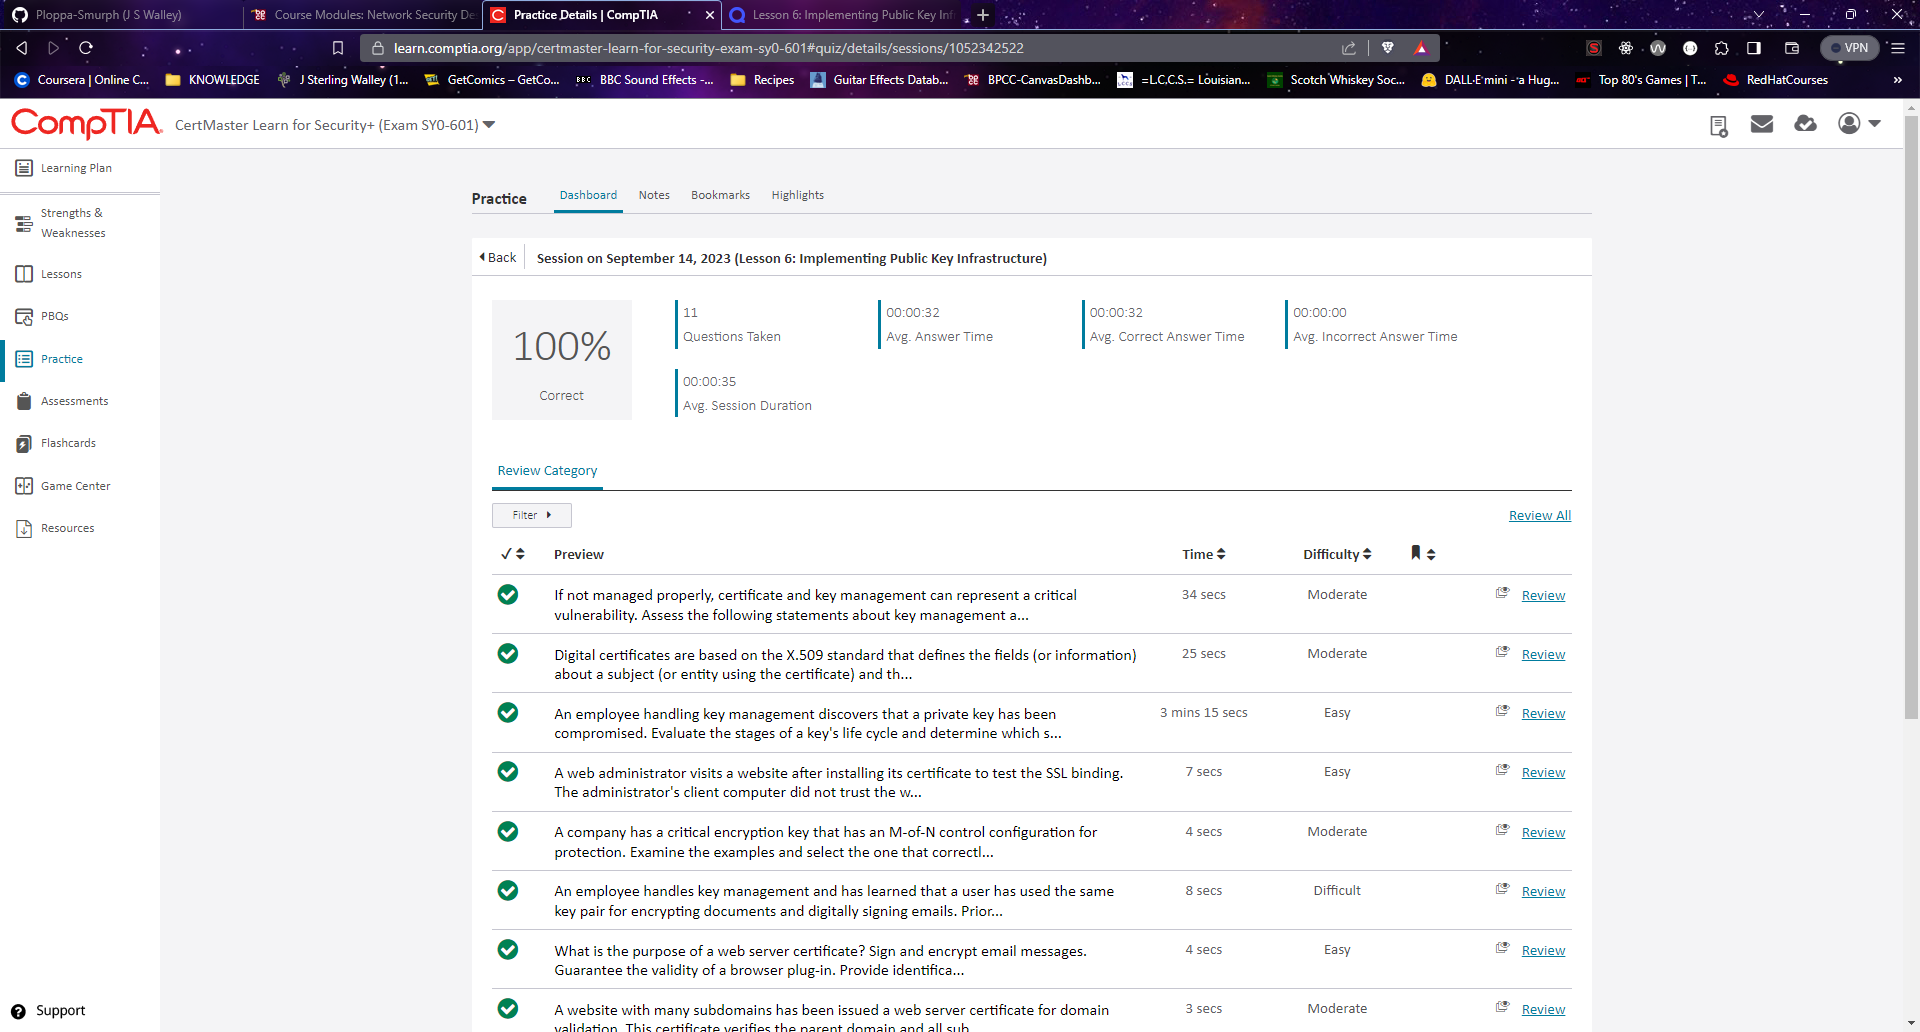 Ploppa-Smurph (J S Walley)
Course Modules: Network Security De
Practice Details | CompTIA
Lesson 6: Implementing Public Key Inf
learn.comptia.org/app/certmaster-learn-for-security-exam-sy0-601#quiz/details/sessions/1052342522
VPN
Coursera | Online C...
KNOWLEDGE
J Sterling Walley (1...
GetComics – GetCo...
BBC
BBC Sound Effects -...
Recipes
Guitar Effects Datab...
BPCC-CanvasDashb...
=L.C,C.S.= Louisian...
Scotch Whiskey Soc...
DALL·E mini - a Hug...
Top 80's Games | T...
RedHatCourses
»
CompTIA.
CertMaster Learn for Security+ (Exam SY0-601)
Learning Plan
Strengths &
Weaknesses
Lessons
PBQs
Practice
Assessments
Flashcards
Game Center
Resources
Support
Practice
Dashboard
Notes
Bookmarks
Highlights
Back
Session on September 14, 2023 (Lesson 6: Implementing Public Key Infrastructure)
100%
Correct
11
Questions Taken
00:00:32
Avg. Answer Time
00:00:32
Avg. Correct Answer Time
00:00:00
Avg. Incorrect Answer Time
00:00:35
Avg. Session Duration
Review Category
Filter
Review All
Preview
Time
Difficulty
If not managed properly, certificate and key management can represent a critical
vulnerability. Assess the following statements about key management a...
34 secs
Moderate
Review
Digital certificates are based on the X.509 standard that defines the fields (or information)
about a subject (or entity using the certificate) and th...
25 secs
Moderate
Review
An employee handling key management discovers that a private key has been
compromised. Evaluate the stages of a key's life cycle and determine which s...
3 mins 15 secs
Easy
Review
A web administrator visits a website after installing its certificate to test the SSL binding.
The administrator's client computer did not trust the w...
7 secs
Easy
Review
A company has a critical encryption key that has an M-of-N control configuration for
protection. Examine the examples and select the one that correctl...
4 secs
Moderate
Review
An employee handles key management and has learned that a user has used the same
key pair for encrypting documents and digitally signing emails. Prior...
8 secs
Difficult
Review
What is the purpose of a web server certificate? Sign and encrypt email messages.
Guarantee the validity of a browser plug-in. Provide identifica...
4 secs
Easy
Review
A website with many subdomains has been issued a web server certificate for domain
validation. This certificate verifies the parent domain and all sub
3 secs
Moderate
Review